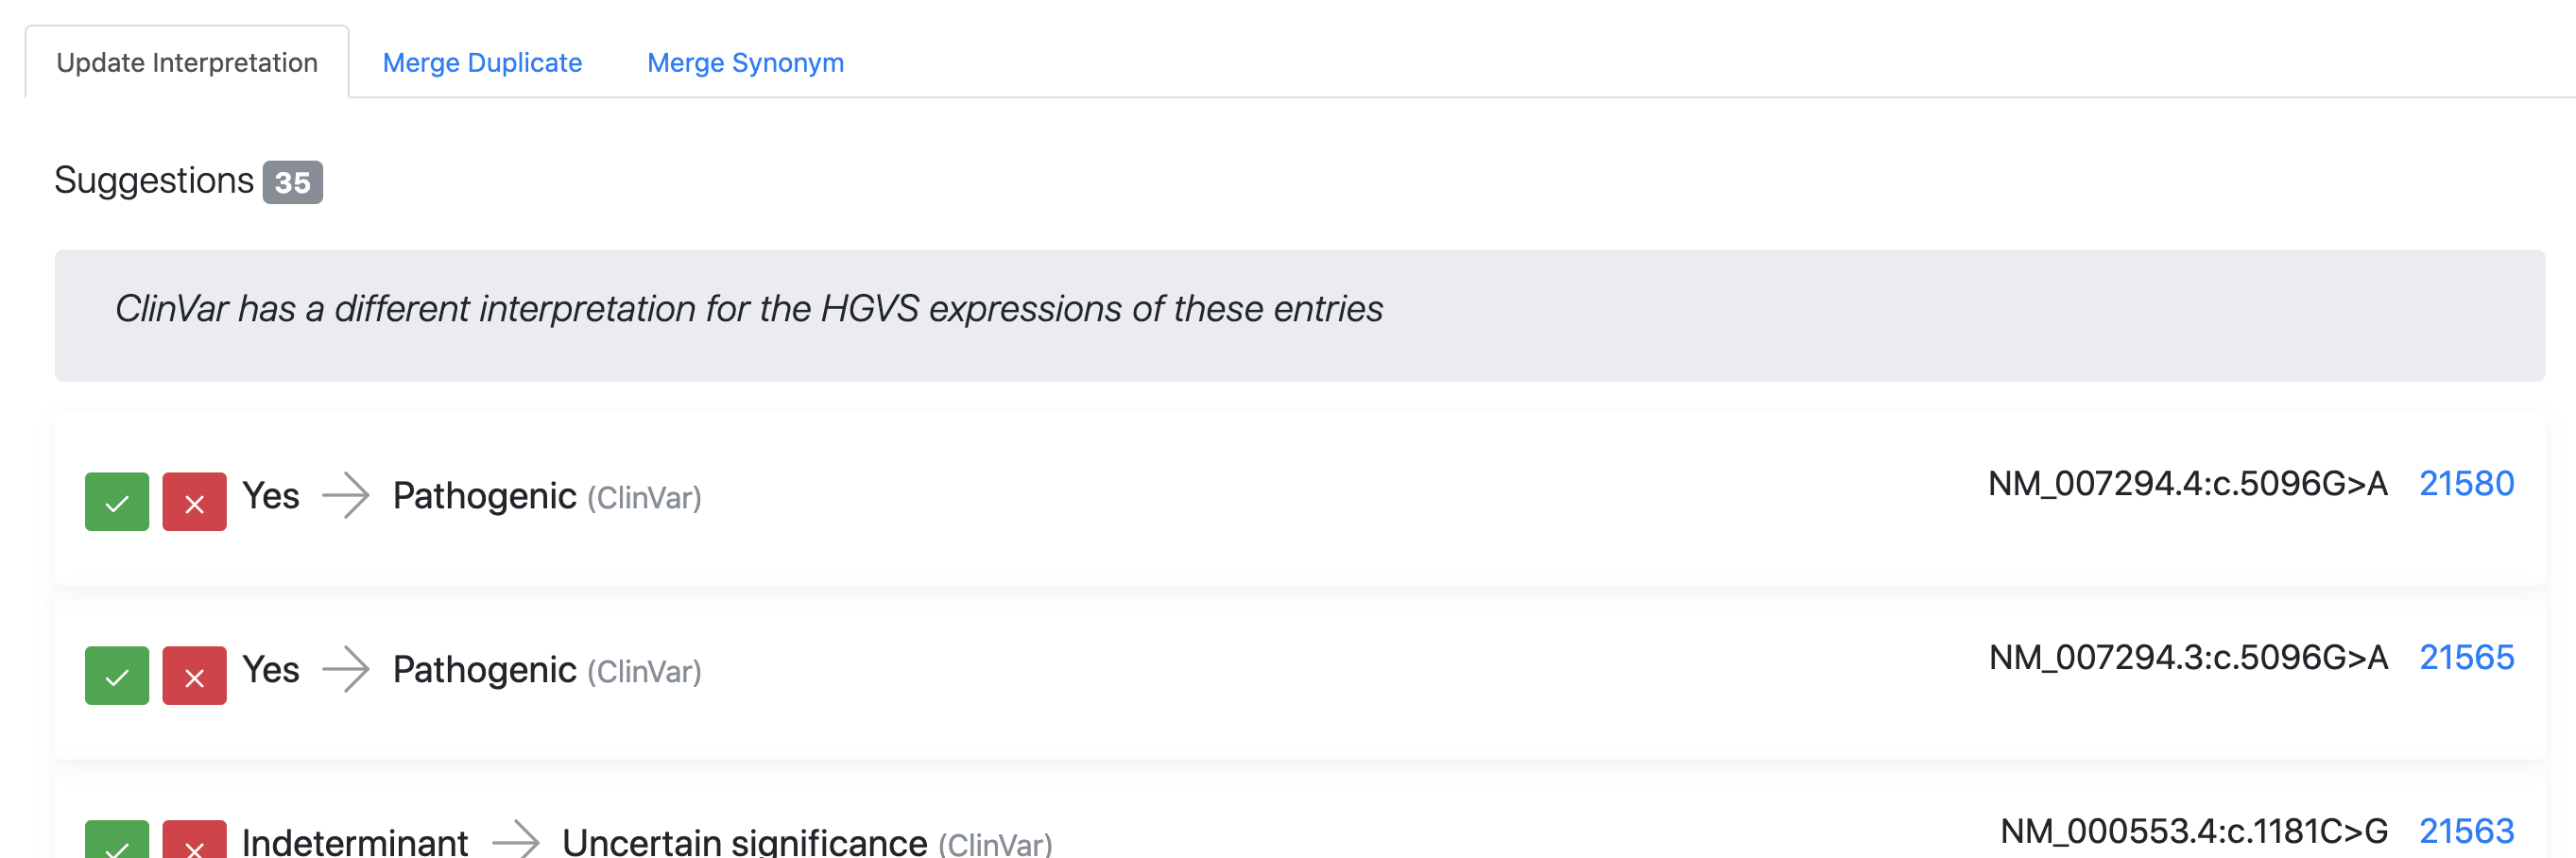 Update Interpretation Merge Duplicate Merge Synonym
Suggestions 35
ClinVar has a different interpretation for the HGVS expressions of these entries
Yes → Pathogenic (ClinVar) NM_007294.4:c.5096G>A 21580
Yes → Pathogenic (ClinVar) NM_007294.3:c.5096G>A 21565
Indeterminant → Uncertain significance (ClinVar) NM_000553.4:c.1181C>G 21563